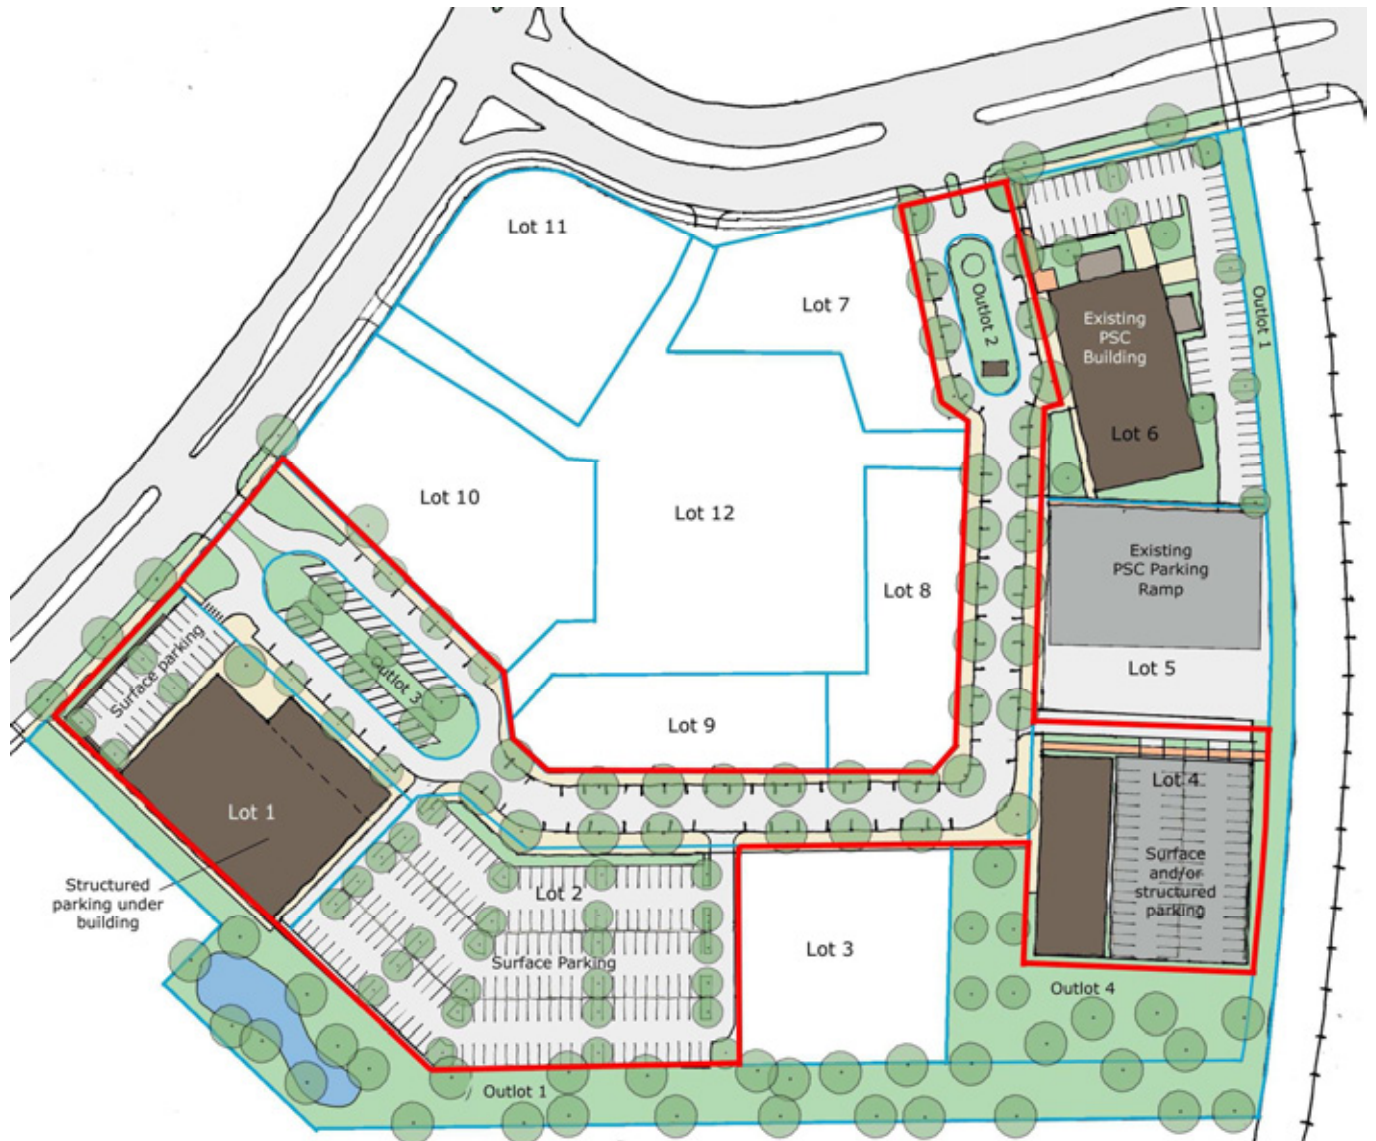 Lot 11
Lot 7
Outlot 2
Outlot 1
Existing
PSC
Building
Lot 6
Lot 10
Lot 12
Existing
PSC Parking
Ramp
Lot 8
Surface parking
Outlot 3
Lot 5
Lot 9
Lot 4
Lot 1
Surface
and/or
structured
parking
Structured
parking under
building
Lot 2
Lot 3
Surface Parking
Outlot 4
Outlot 1